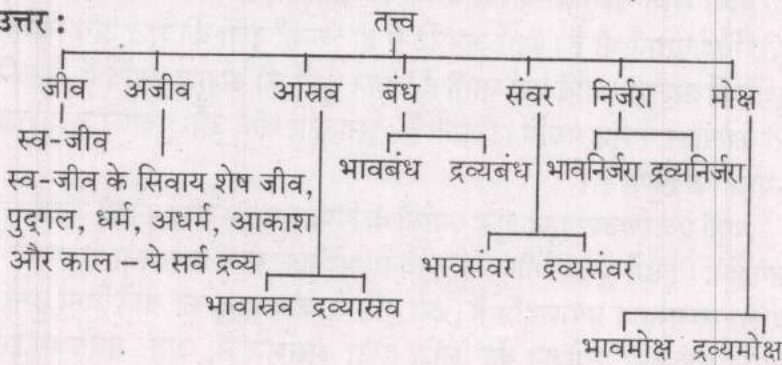 उत्तर : तत्त्व
जीव अजीव आस्रव बंध संवर निर्जरा मोक्ष
स्व-जीव
भावबंध द्रव्यबंध भावनिर्जरा द्रव्यनिर्जरा
स्व-जीव के सिवाय शेष जीव,
पुद्गल, धर्म, अधर्म, आकाश
और काल - ये सर्व द्रव्य भावसंवर द्रव्यसंवर
भावास्रव द्रव्यास्रव
भावमोक्ष द्रव्यमोक्ष